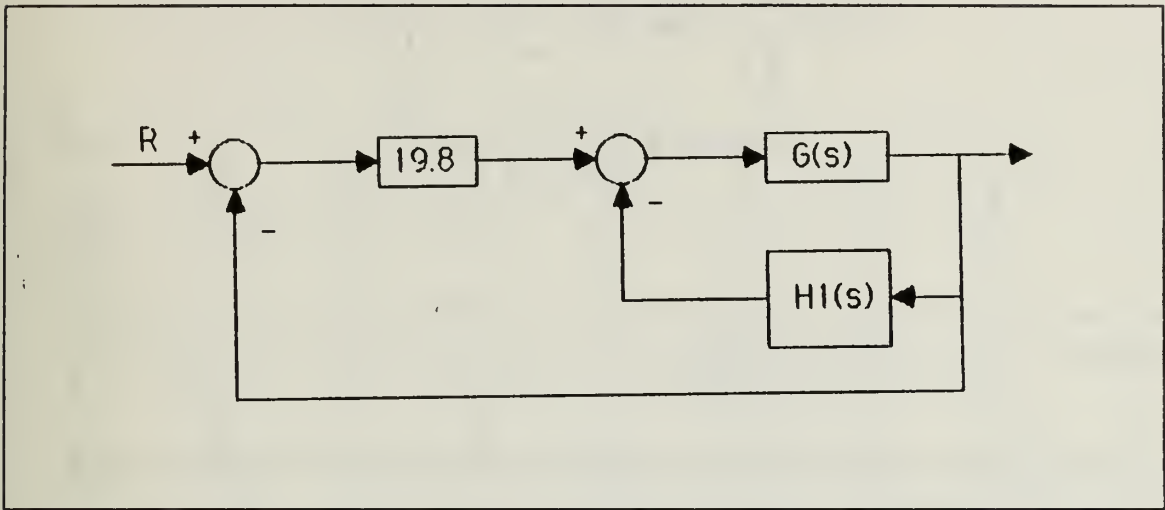 R
+
19.8
+
G(s)
-
-
H1(s)